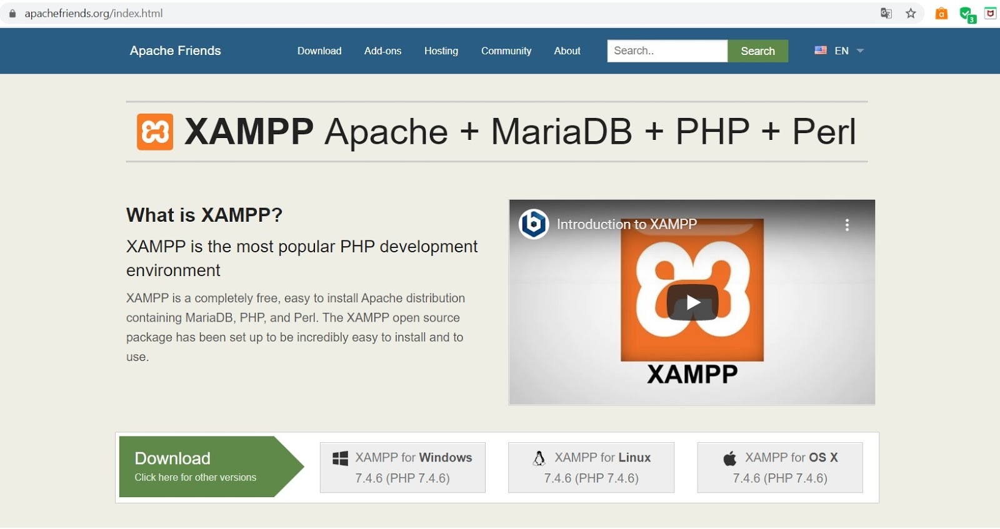 apachefriends.org/index.html
3
Apache Friends
Download
Add-ons
Hosting
Community
About
Search..
Search
EN
XAMPP Apache + MariaDB + PHP + Perl
What is XAMPP?
XAMPP is the most popular PHP development
environment
XAMPP is a completely free, easy to install Apache distribution
containing MariaDB, PHP, and Perl. The XAMPP open source
package has been set up to be incredibly easy to install and to
use.
Introduction to XAMPP
XAMPP
Download
Click here for other versions
XAMPP for Windows
7.4.6 (PHP 7.4.6)
XAMPP for Linux
7.4.6 (PHP 7.4.6)
XAMPP for OS X
7.4.6 (PHP 7.4.6)